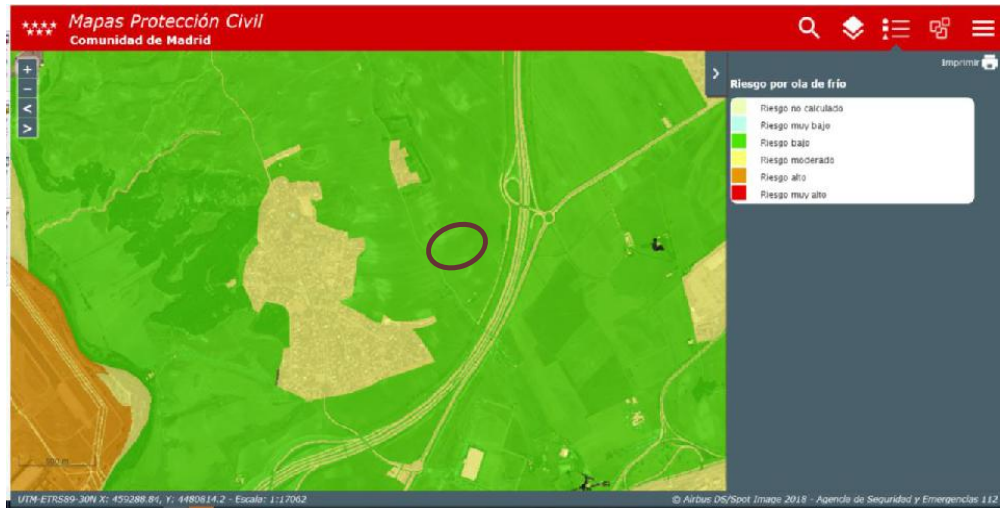 Mapas Protección Civil
Comunidad de Madrid
Imprimir
Riesgo por ola de frío
Riesgo no calculado
Riesgo muy bajo
Riesgo bajo
Riesgo moderado
Riesgo alto
Riesgo muy alto
+
−
<
>
>
500 m
UTM-ETRS89-30N X: 459288.84, Y: 4480814.2 - Escala: 1:17062
© Airbus DS/Spot Image 2018 - Agencia de Seguridad y Emergencias 112